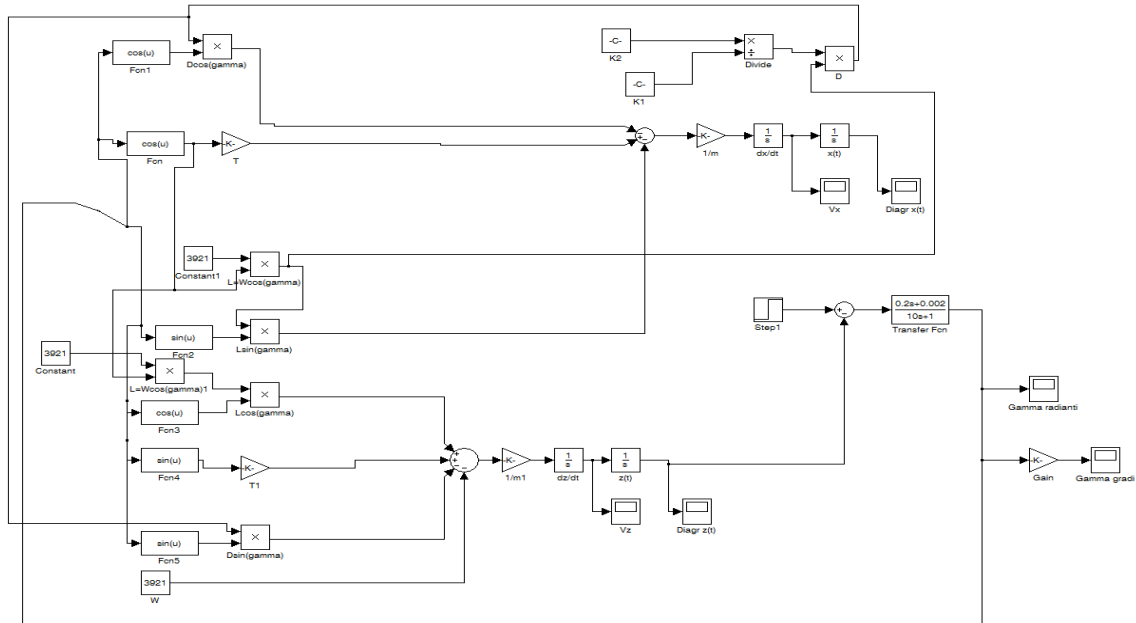 cos(u)
Fcn1
×
Dcos(gamma)
-C-
K2
-C-
K1
×
÷
Divide
×
D
cos(u)
Fcn
-K-
T
-K-
1/m
1
s
dx/dt
1
s
x(t)
Vx
Diagr x(t)
3921
Constant1
×
L=Wcos(gamma)
sin(u)
Fcn2
×
Lsin(gamma)
Step1
0.2s+0.002
10s+1
Transfer Fcn
3921
Constant
×
L=Wcos(gamma)1
×
Lcos(gamma)
cos(u)
Fcn3
Gamma radianti
sin(u)
Fcn4
-K-
T1
-K-
1/m1
1
s
dz/dt
1
s
z(t)
Vz
Diagr z(t)
-K-
Gain
Gamma gradi
sin(u)
Fcn5
×
Dsin(gamma)
3921
W